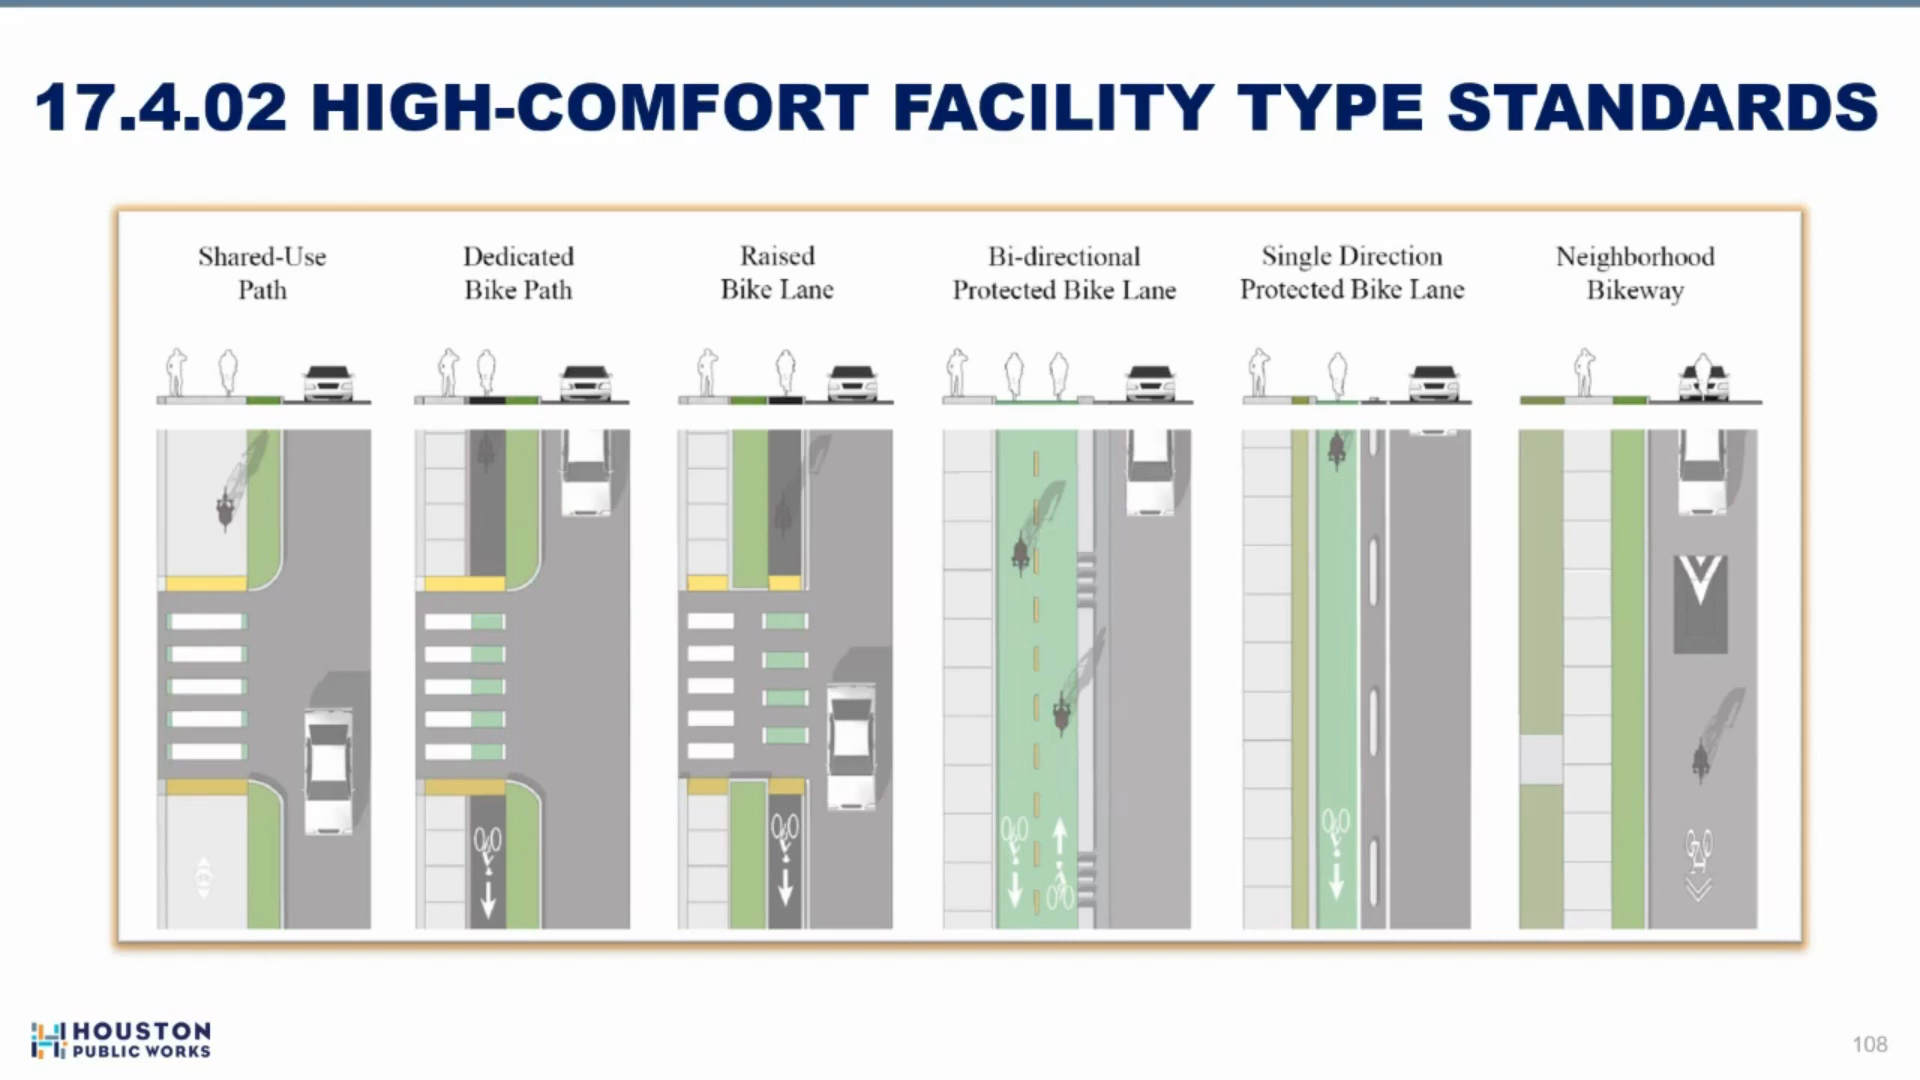 17.4.02 HIGH-COMFORT FACILITY TYPE STANDARDS
Shared-Use
Path
Dedicated
Bike Path
Raised
Bike Lane
Bi-directional
Protected Bike Lane
Single Direction
Protected Bike Lane
Neighborhood
Bikeway
HOUSTON
PUBLIC WORKS
108